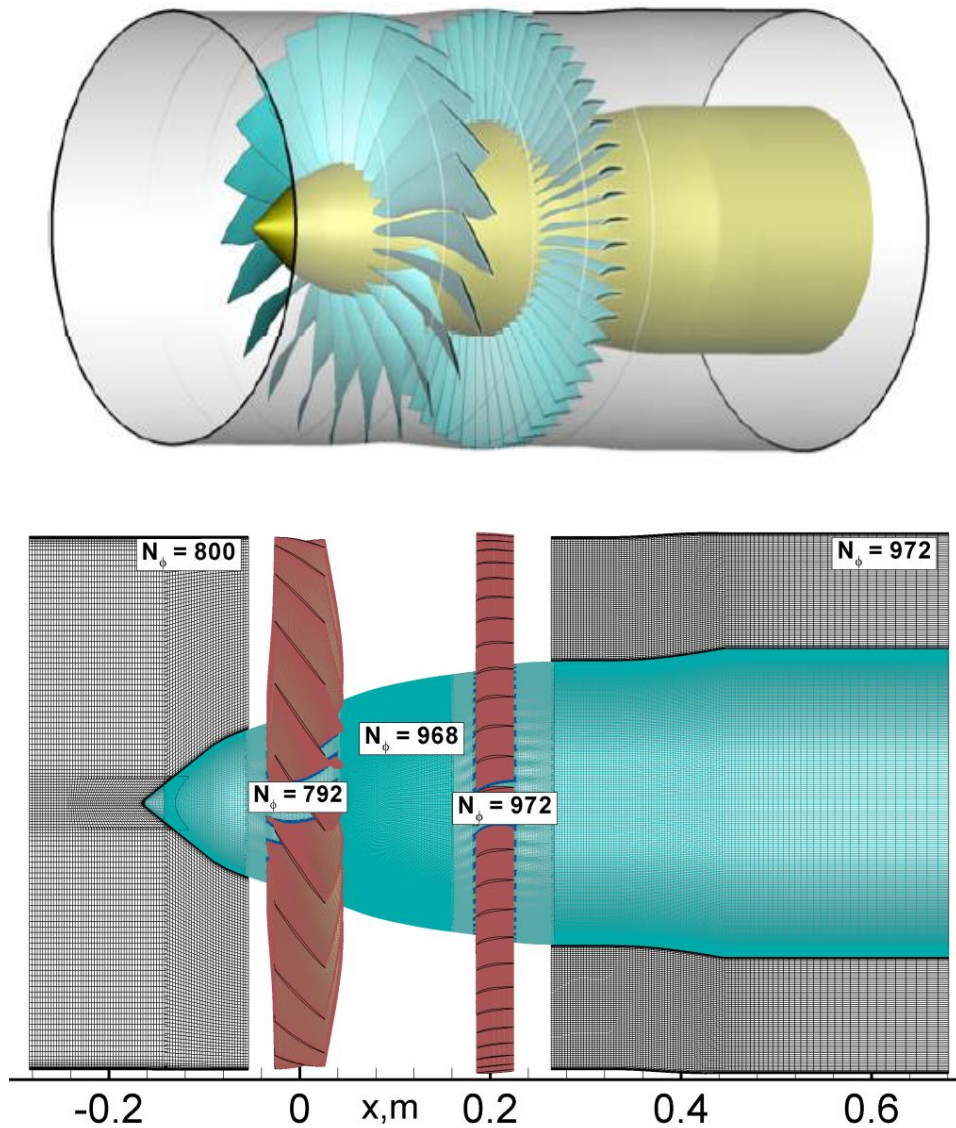 N_ϕ = 800
N_ϕ = 972
N_ϕ = 968
N_ϕ = 792
N_ϕ = 972
-0.2 0 x,m 0.2 0.4 0.6